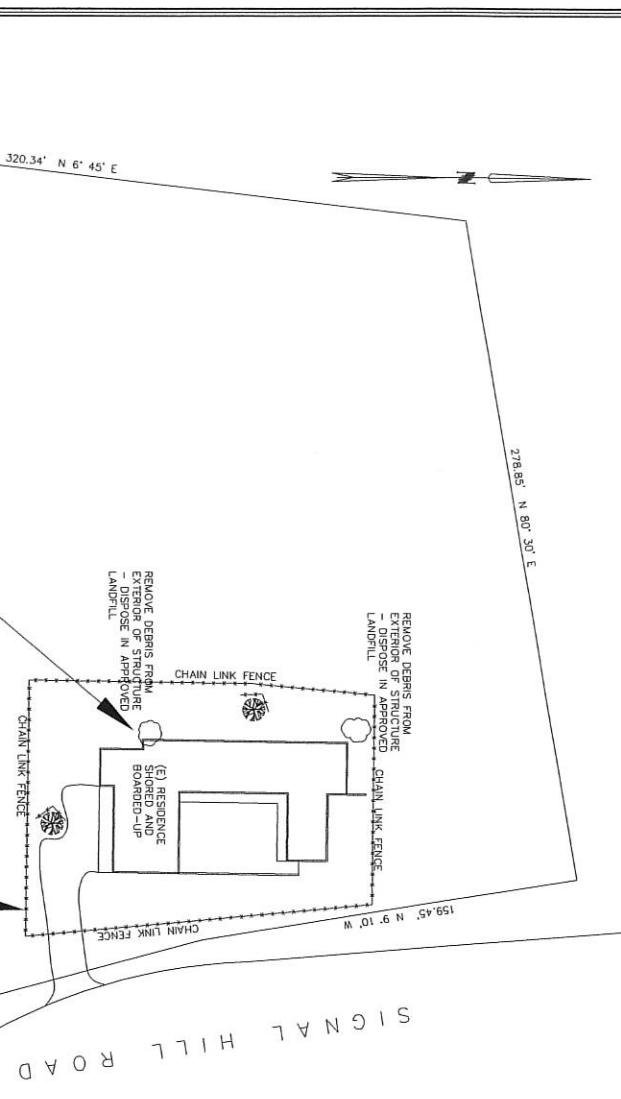 320.34' N 6° 45' E
N
278.85' N 80° 30' E
REMOVE DEBRIS FROM
EXTERIOR OF STRUCTURE
- DISPOSE IN APPROVED
LANDFILL
REMOVE DEBRIS FROM
EXTERIOR OF STRUCTURE
- DISPOSE IN APPROVED
LANDFILL
CHAIN LINK FENCE
CHAIN LINK FENCE
(E) RESIDENCE
SHORED AND
BOARDED-UP
CHAIN LINK FENCE
CHAIN LINK FENCE
159.45' N 9° 10' W
SIGNAL HILL ROAD